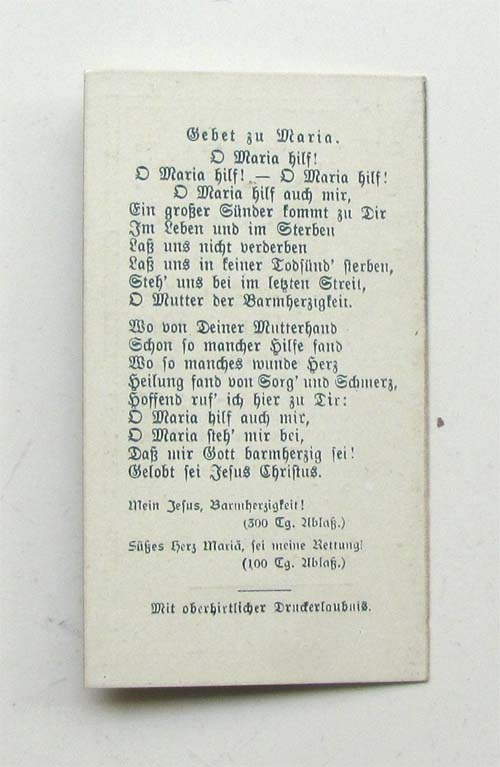 Gebet zu Maria.
O Maria hilf!
O Maria hilf! — O Maria hilf!
O Maria hilf auch mir,
Ein großer Sünder kommt zu Dir
Im Leben und im Sterben
Laß uns nicht verderben
Laß uns in keiner Todsünd' sterben,
Steh' uns bei im letzten Streit,
O Mutter der Barmherzigkeit.
Wo von Deiner Mutterhand
Schon so mancher Hilfe fand
Wo so manches wunde Herz
Heilung fand von Sorg' und Schmerz,
Hoffend ruf' ich hier zu Dir:
O Maria hilf auch mir,
O Maria steh' mir bei,
Daß mir Gott barmherzig sei!
Gelobt sei Jesus Christus.
Mein Jesus, Barmherzigkeit!
(300 Tg. Ablaß.)
Süßes Herz Mariä, sei meine Rettung!
(100 Tg. Ablaß.)
Mit oberhirtlicher Druckerlaubnis.